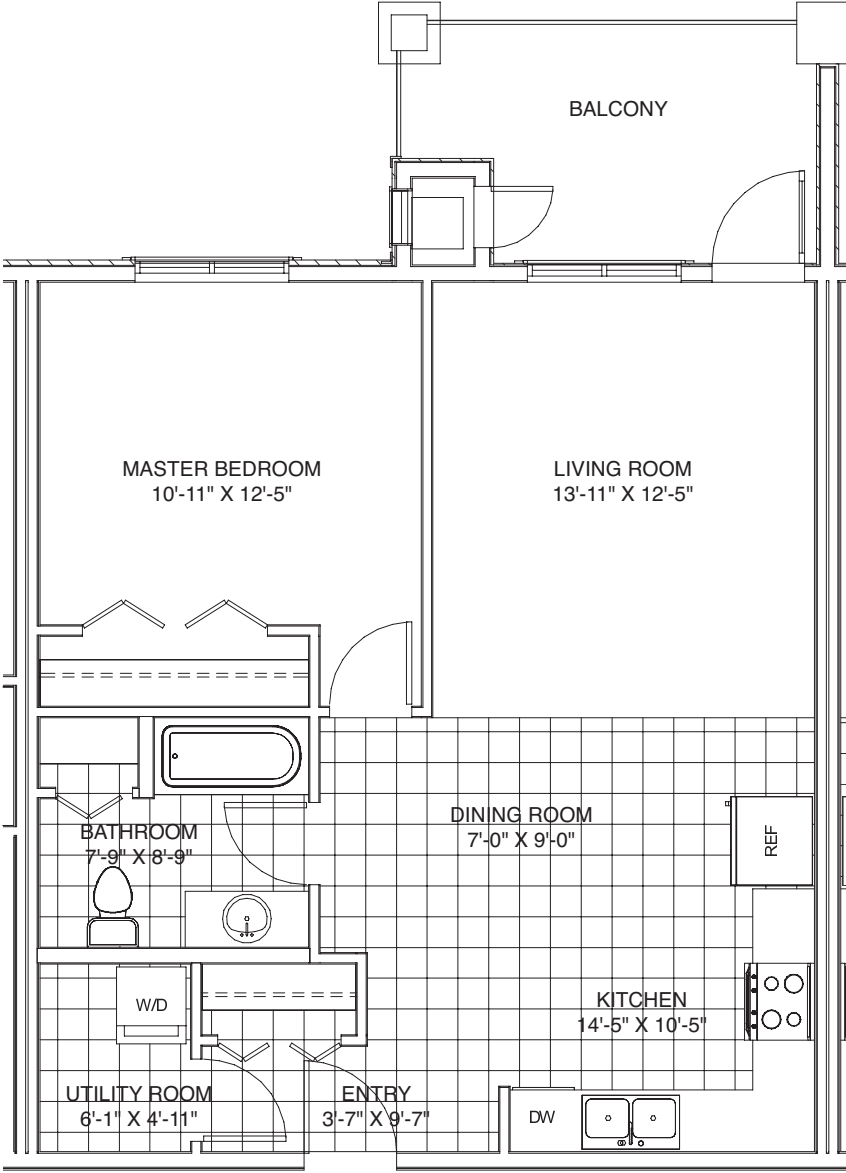 BALCONY
MASTER BEDROOM
10'-11" X 12'-5"
LIVING ROOM
13'-11" X 12'-5"
DINING ROOM
7'-0" X 9'-0"
REF
BATHROOM
7'-9" X 8'-9"
W/D
KITCHEN
14'-5" X 10'-5"
UTILITY ROOM
6'-1" X 4'-11"
ENTRY
3'-7" X 9'-7"
DW